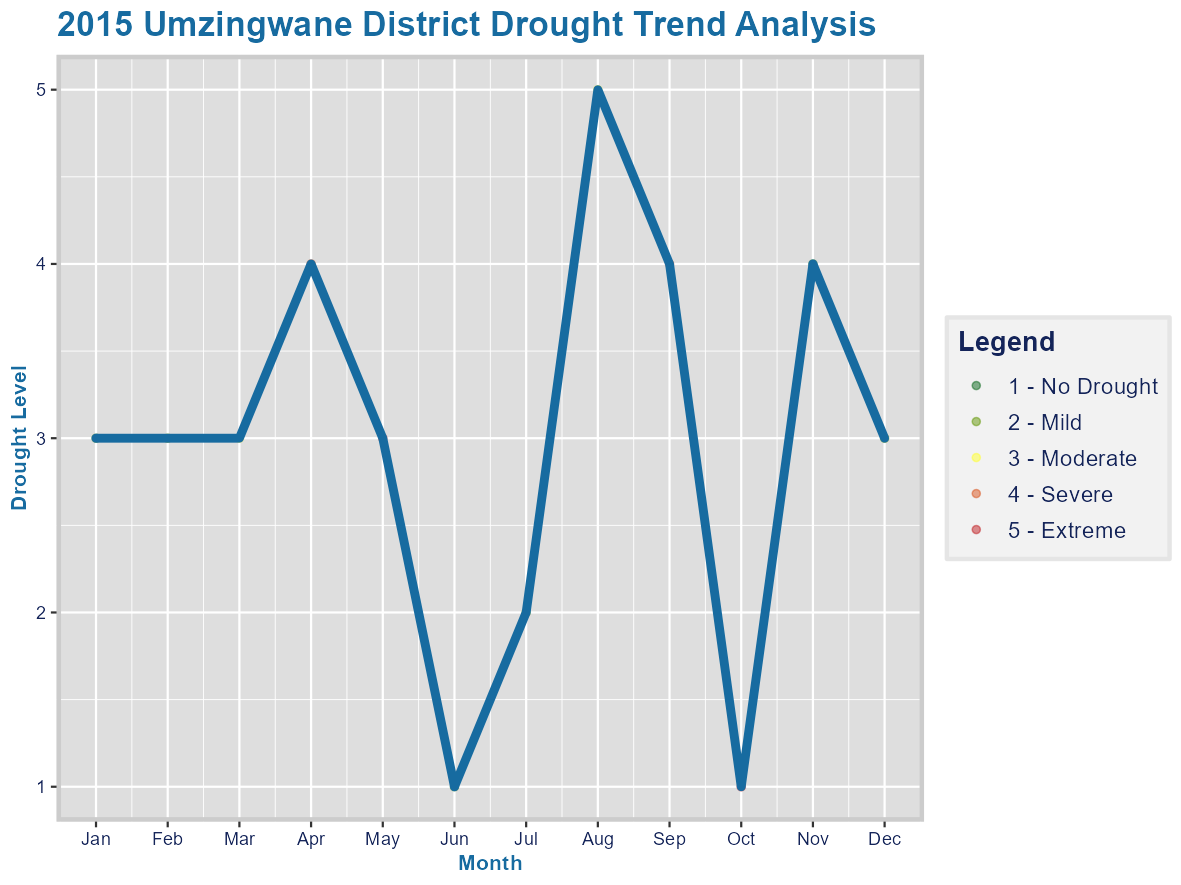 2015 Umzingwane District Drought Trend Analysis
Drought Level
5
4
3
2
1
Jan Feb Mar Apr May Jun Jul Aug Sep Oct Nov Dec
Month
Legend
1 - No Drought
2 - Mild
3 - Moderate
4 - Severe
5 - Extreme